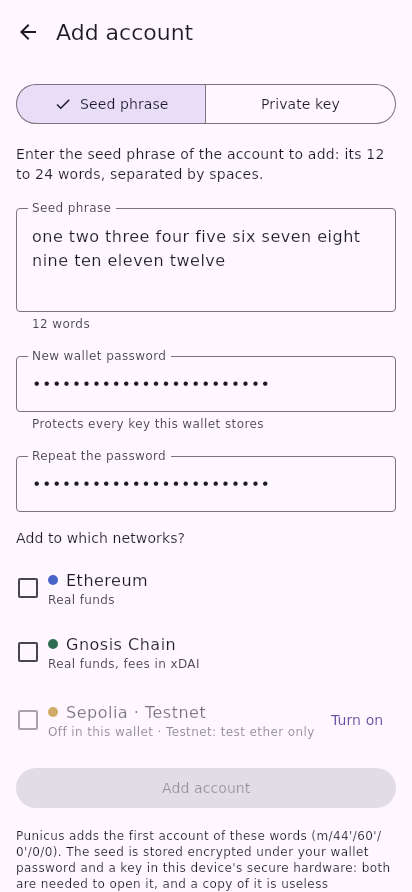 Add account
Seed phrase
Private key
Enter the seed phrase of the account to add: its 12
to 24 words, separated by spaces.
Seed phrase
one two three four five six seven eight
nine ten eleven twelve
12 words
New wallet password
••••••••••••••••••••••••
Protects every key this wallet stores
Repeat the password
••••••••••••••••••••••••
Add to which networks?
Ethereum
Real funds
Gnosis Chain
Real funds, fees in xDAI
Sepolia · Testnet
Off in this wallet · Testnet: test ether only
Turn on
Add account
Punicus adds the first account of these words (m/44'/60'/
0'/0/0). The seed is stored encrypted under your wallet
password and a key in this device's secure hardware: both
are needed to open it, and a copy of it is useless